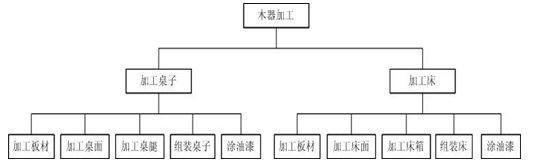 木器加工
加工桌子
加工床
加工板材
加工桌面
加工桌腿
组装桌子
涂油漆
加工板材
加工床面
加工床箱
组装床
涂油漆